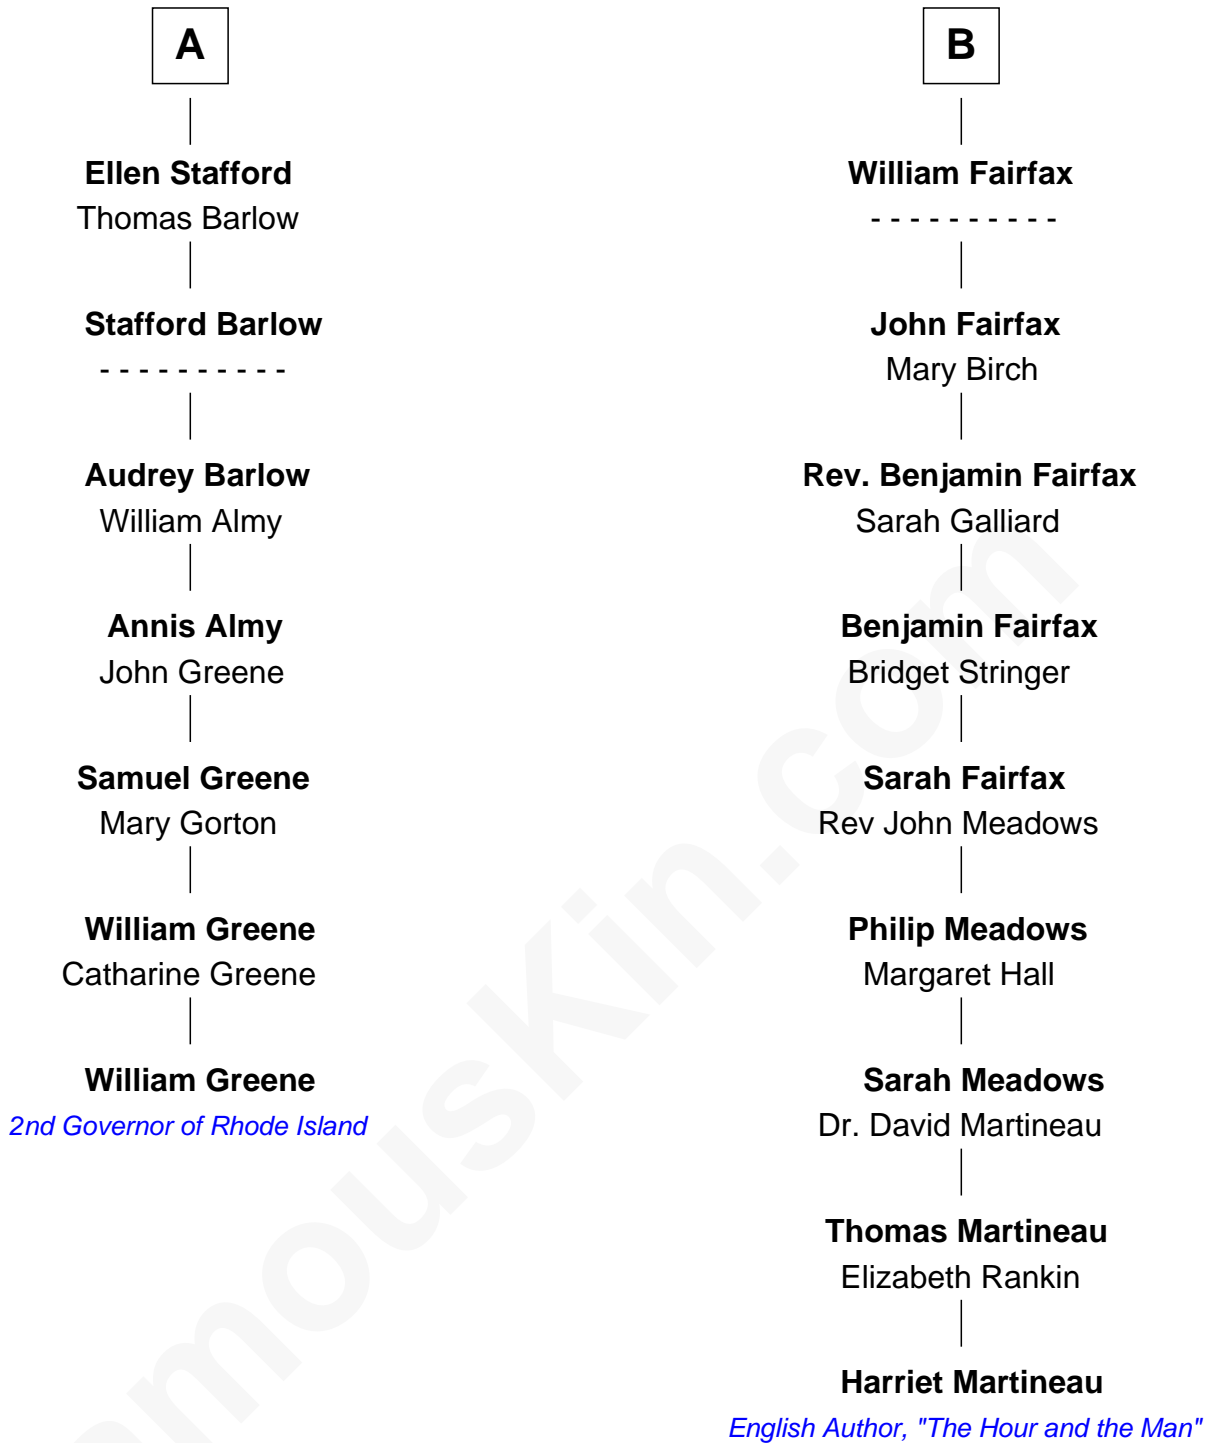 A
Ellen Stafford
Thomas Barlow
Stafford Barlow
- - - - - - - - - -
Audrey Barlow
William Almy
Annis Almy
John Greene
Samuel Greene
Mary Gorton
William Greene
Catharine Greene
William Greene
2nd Governor of Rhode Island
B
William Fairfax
- - - - - - - - - -
John Fairfax
Mary Birch
Rev. Benjamin Fairfax
Sarah Galliard
Benjamin Fairfax
Bridget Stringer
Sarah Fairfax
Rev John Meadows
Philip Meadows
Margaret Hall
Sarah Meadows
Dr. David Martineau
Thomas Martineau
Elizabeth Rankin
Harriet Martineau
English Author, "The Hour and the Man"
amousKin.com